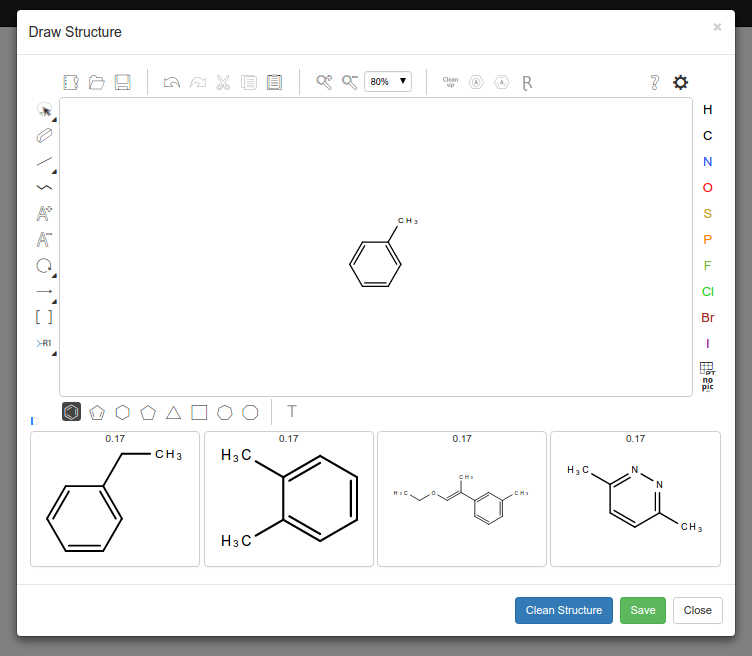 Draw Structure
×
80% ▼
Clean up
A
A
R
?
H
C
N
O
S
P
F
Cl
Br
I
PT
no
pic
A+
A−
[ ]
R1
CH3
T
0.17
CH3
0.17
H3C
H3C
0.17
CH3
H3C
O
CH3
0.17
H3C
N
N
CH3
Clean Structure
Save
Close